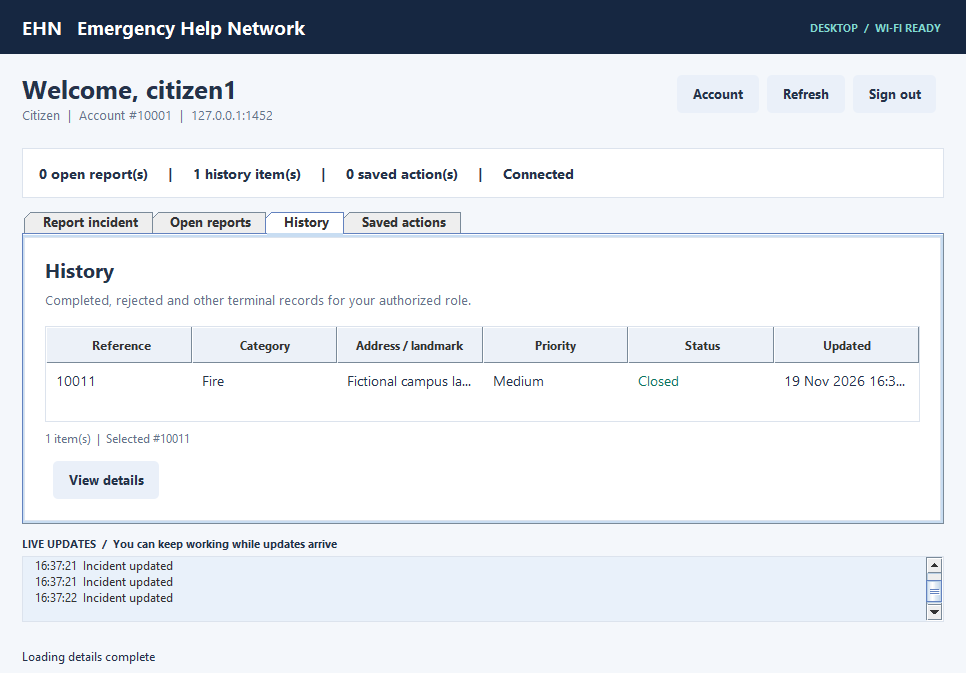 EHN Emergency Help Network
DESKTOP / WI-FI READY
Welcome, citizen1
Citizen | Account #10001 | 127.0.0.1:1452
Account Refresh Sign out
0 open report(s) | 1 history item(s) | 0 saved action(s) | Connected
Report incident Open reports History Saved actions
History
Completed, rejected and other terminal records for your authorized role.
Reference Category Address / landmark Priority Status Updated
10011 Fire Fictional campus la... Medium Closed 19 Nov 2026 16:3...
1 item(s) | Selected #10011
View details
LIVE UPDATES / You can keep working while updates arrive
16:37:21 Incident updated
16:37:21 Incident updated
16:37:22 Incident updated
Loading details complete